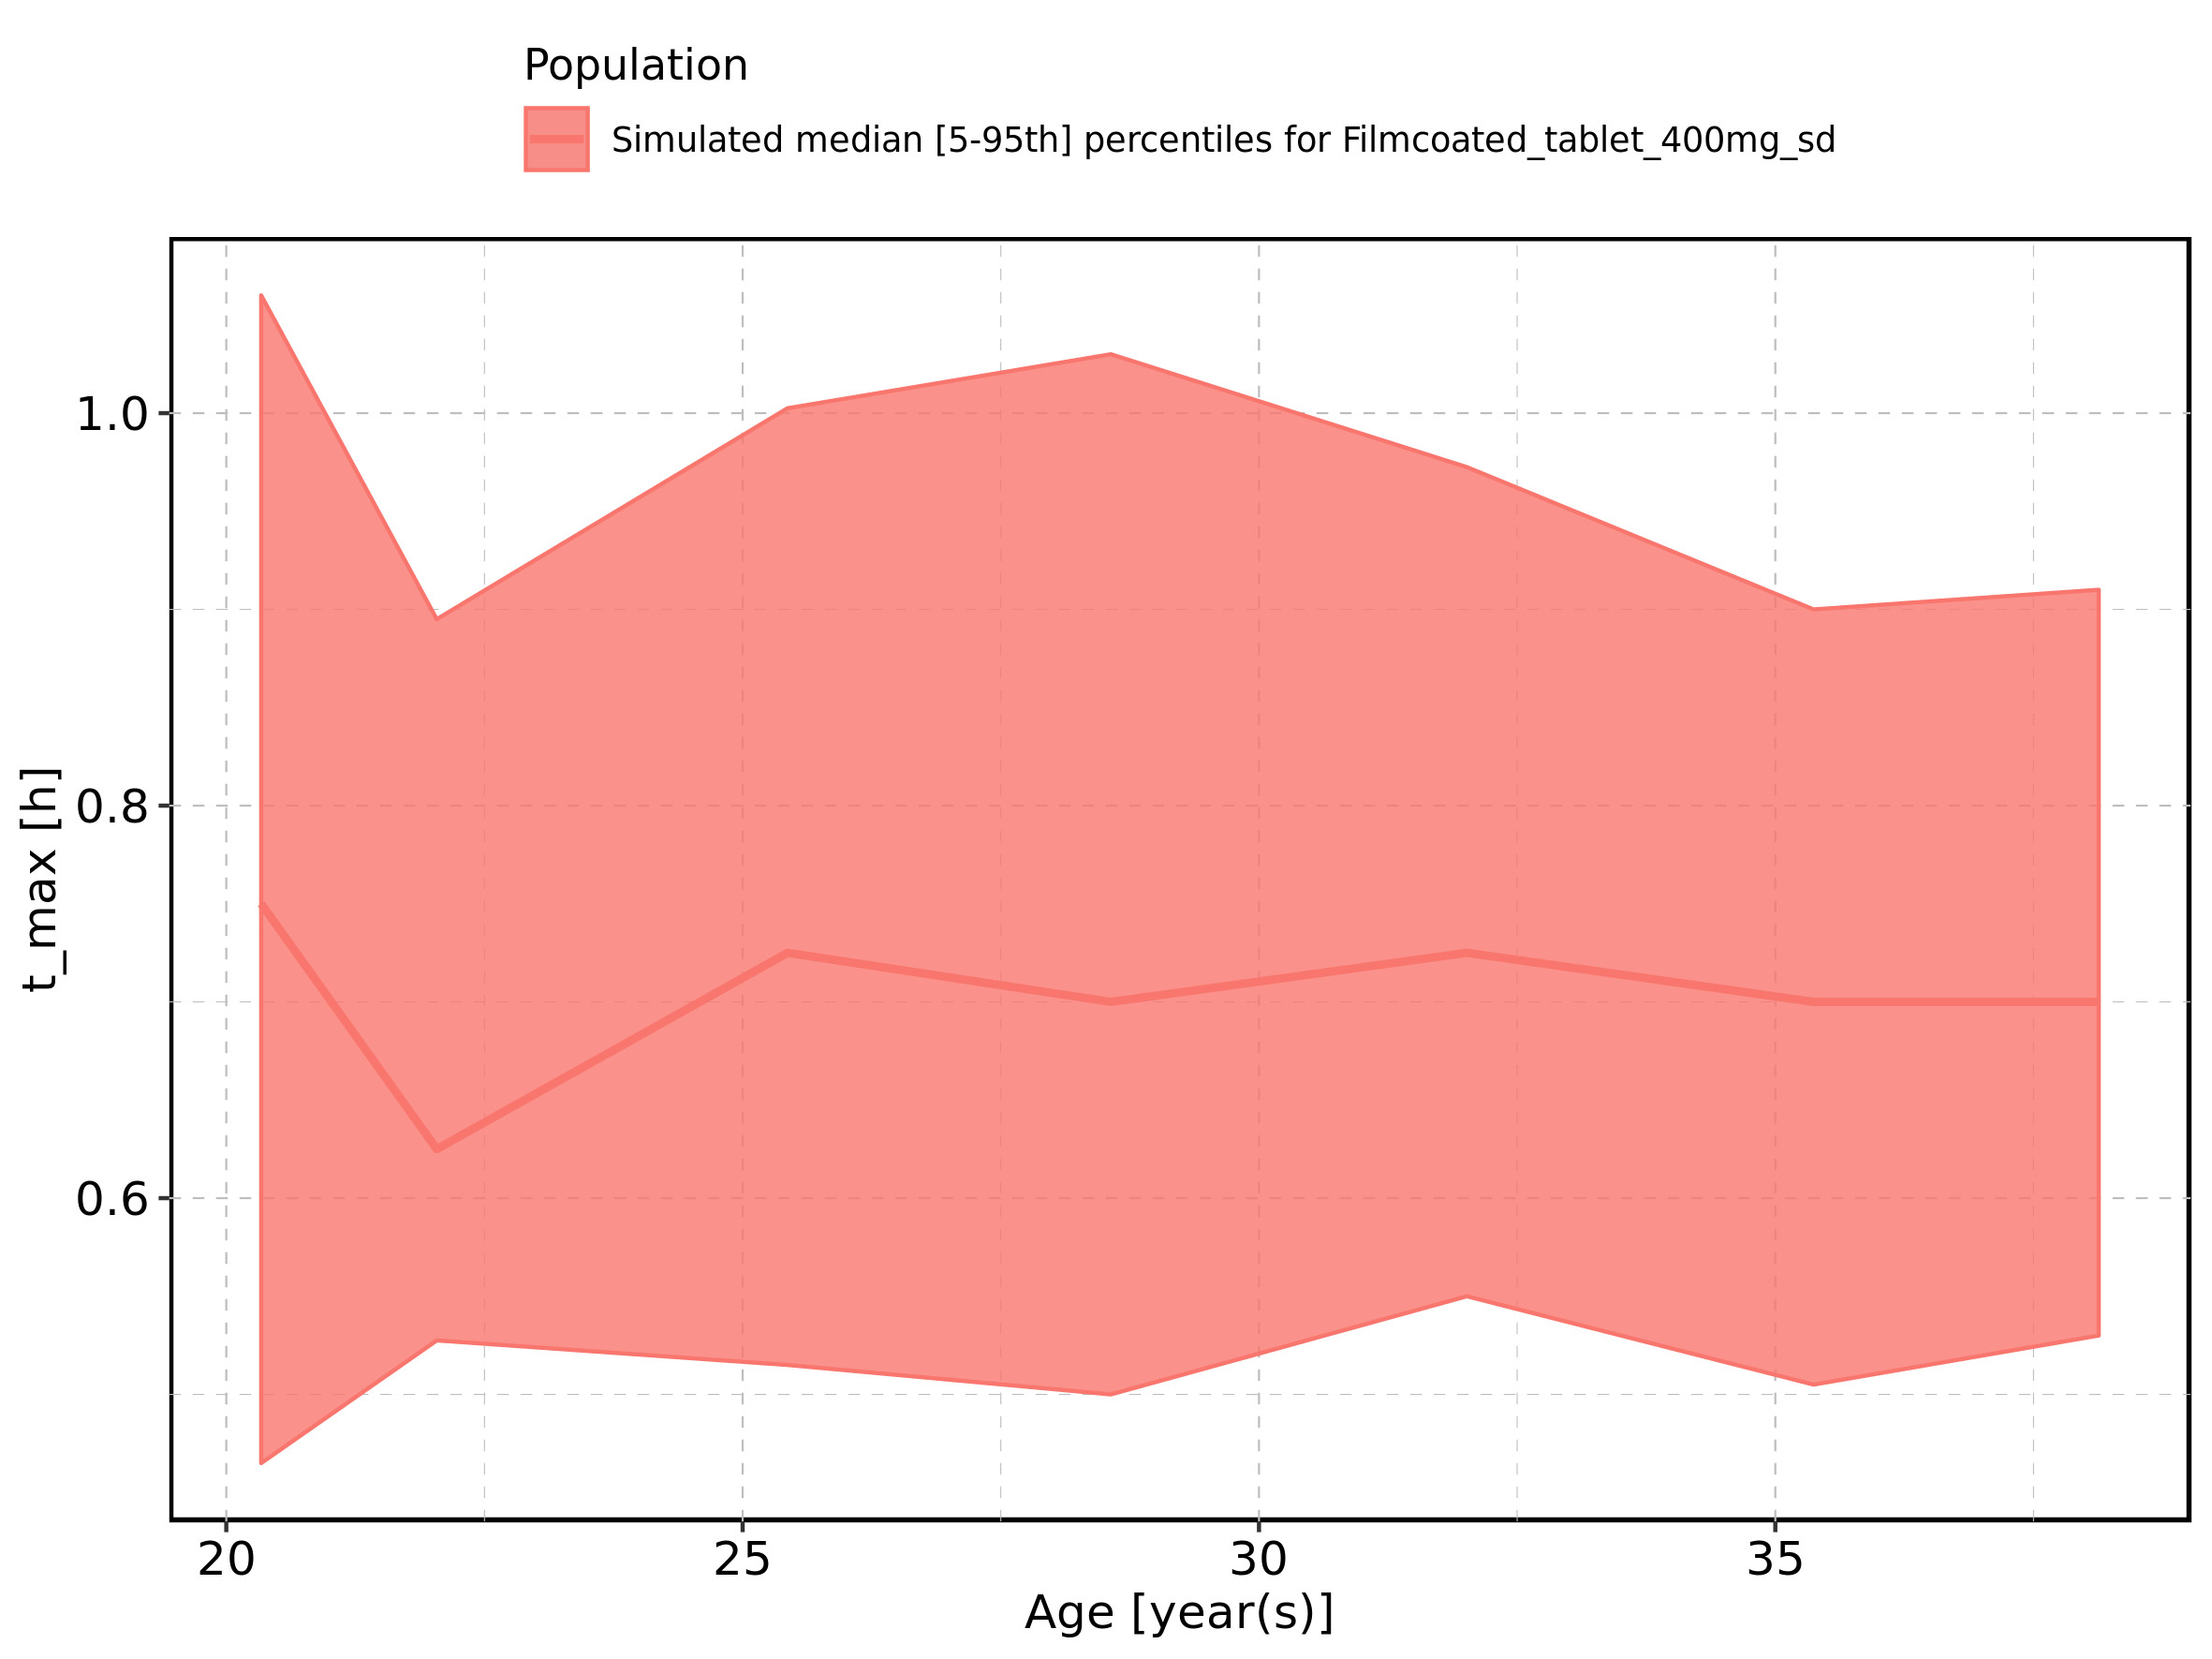 Population
Simulated median [5-95th] percentiles for Filmcoated_tablet_400mg_sd
t_max [h]
1.0
0.8
0.6
20
25
30
35
Age [year(s)]